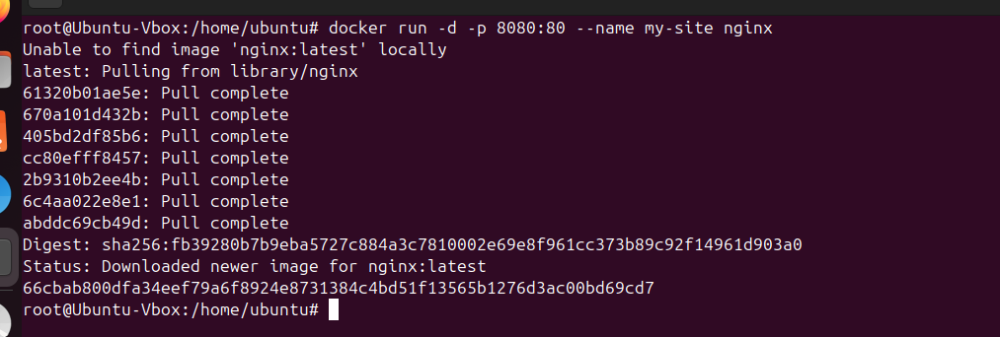 root@Ubuntu-Vbox:/home/ubuntu# docker run -d -p 8080:80 --name my-site nginx
Unable to find image 'nginx:latest' locally
latest: Pulling from library/nginx
61320b01ae5e: Pull complete
670a101d432b: Pull complete
405bd2df85b6: Pull complete
cc80efff8457: Pull complete
2b9310b2ee4b: Pull complete
6c4aa022e8e1: Pull complete
abddc69cb49d: Pull complete
Digest: sha256:fb39280b7b9eba5727c884a3c7810002e69e8f961cc373b89c92f14961d903a0
Status: Downloaded newer image for nginx:latest
66cbab800dfa34eef79a6f8924e8731384c4bd51f13565b1276d3ac00bd69cd7
root@Ubuntu-Vbox:/home/ubuntu#